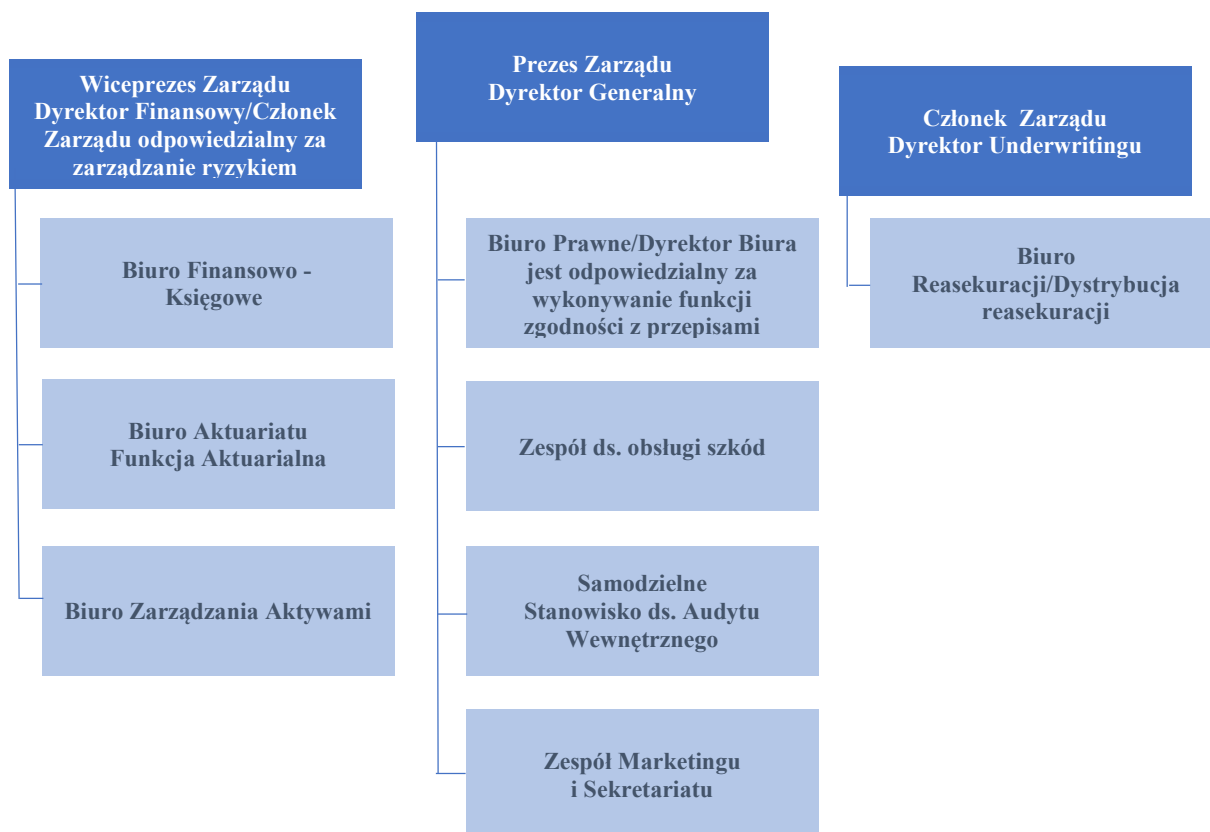 Wiceprezes Zarządu
Dyrektor Finansowy/Członek
Zarządu odpowiedzialny za
zarządzanie ryzykiem
Biuro Finansowo -
Księgowe
Biuro Aktuariatu
Funkcja Aktuarialna
Biuro Zarządzania Aktywami
Prezes Zarządu
Dyrektor Generalny
Biuro Prawne/Dyrektor Biura
jest odpowiedzialny za
wykonywanie funkcji
zgodności z przepisami
Zespół ds. obsługi szkód
Samodzielne
Stanowisko ds. Audytu
Wewnętrznego
Zespół Marketingu
i Sekretariatu
Członek Zarządu
Dyrektor Underwritingu
Biuro
Reasekuracji/Dystrybucja
reasekuracji